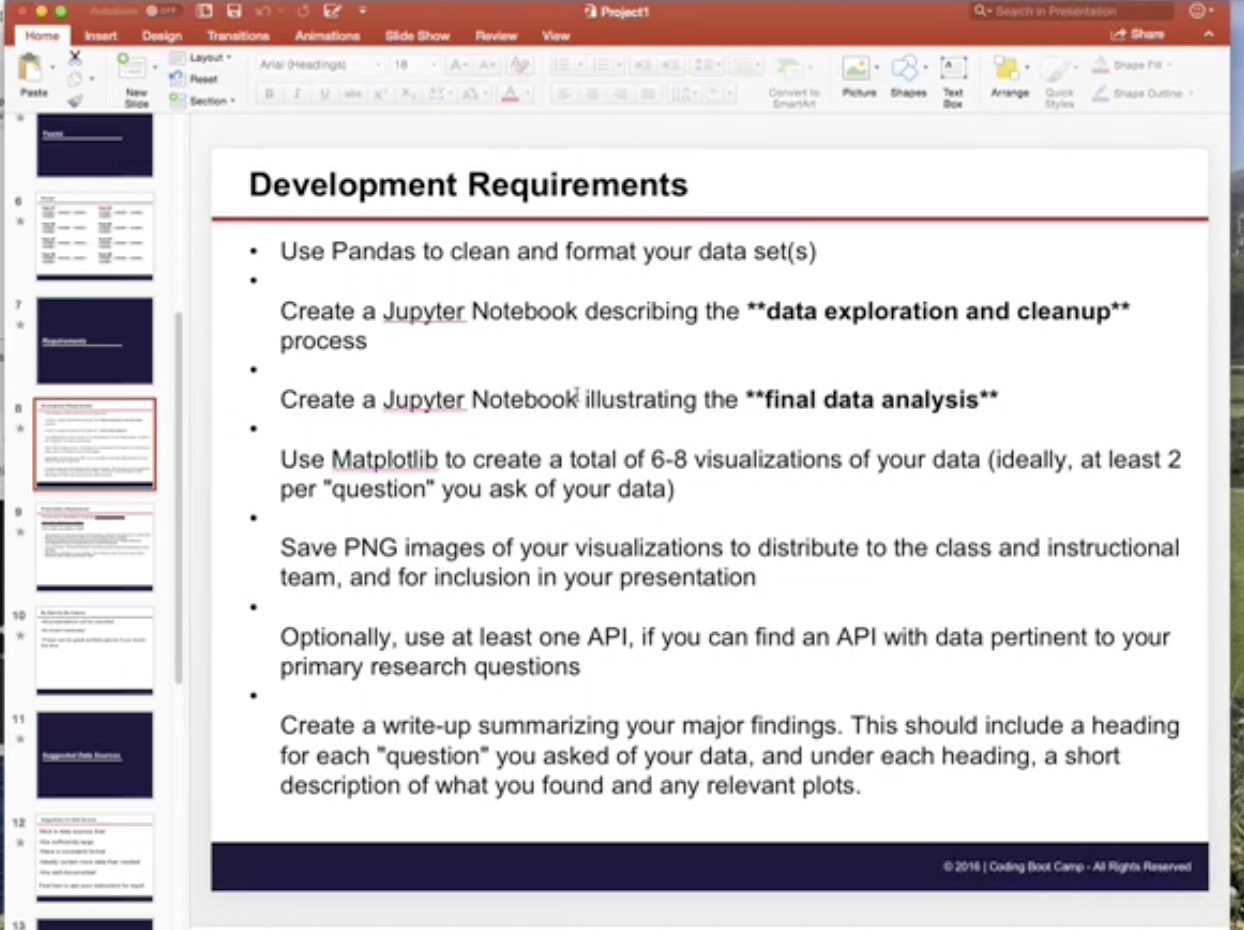 AutoSave OFF
Project1
Search in Presentation
Home Insert Design Transitions Animations Slide Show Review View
Share
Paste
New
Slide
Layout
Reset
Section
Arial (Headings) 18
Convert to
SmartArt
Picture Shapes Text
Box
Arrange Quick
Styles
Shape Fill
Shape Outline
Teams
6
7
Requirements
8
9
10
11
Suggested Data Sources
12
13
Development Requirements
• Use Pandas to clean and format your data set(s)
•
Create a Jupyter Notebook describing the **data exploration and cleanup**
process
•
Create a Jupyter Notebook illustrating the **final data analysis**
•
Use Matplotlib to create a total of 6-8 visualizations of your data (ideally, at least 2
per "question" you ask of your data)
•
Save PNG images of your visualizations to distribute to the class and instructional
team, and for inclusion in your presentation
•
Optionally, use at least one API, if you can find an API with data pertinent to your
primary research questions
•
Create a write-up summarizing your major findings. This should include a heading
for each "question" you asked of your data, and under each heading, a short
description of what you found and any relevant plots.
© 2016 | Coding Boot Camp - All Rights Reserved